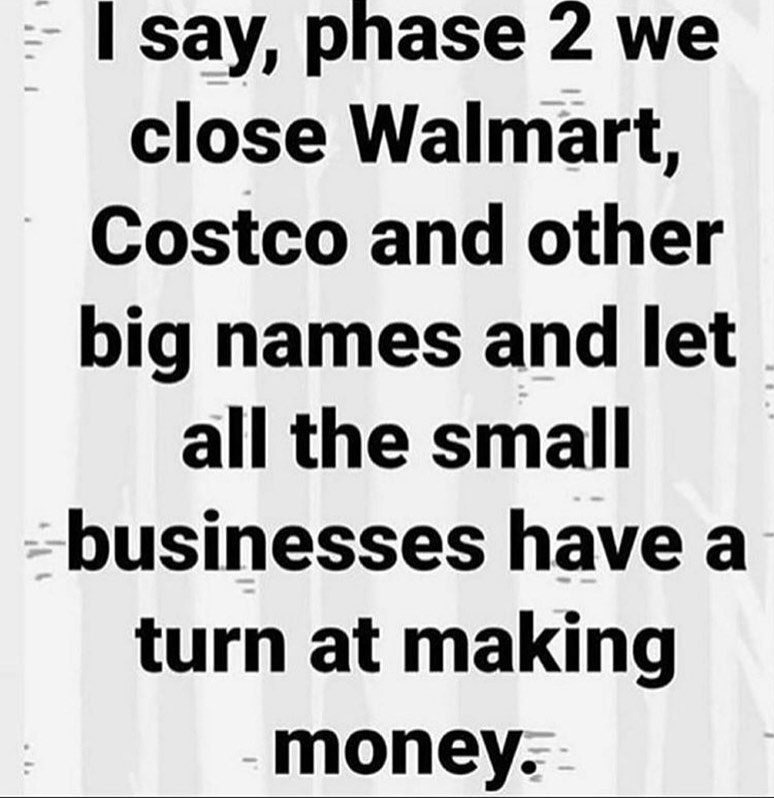 I say, phase 2 we
close Walmart,
Costco and other
big names and let
all the small
businesses have a
turn at making
money.